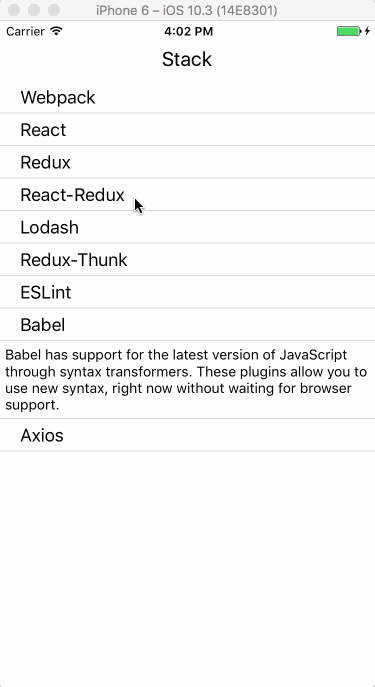 iPhone 6 – iOS 10.3 (14E8301)
Carrier 4:02 PM
Stack
Webpack
React
Redux
React-Redux
Lodash
Redux-Thunk
ESLint
Babel
Babel has support for the latest version of JavaScript
through syntax transformers. These plugins allow you to
use new syntax, right now without waiting for browser
support.
Axios